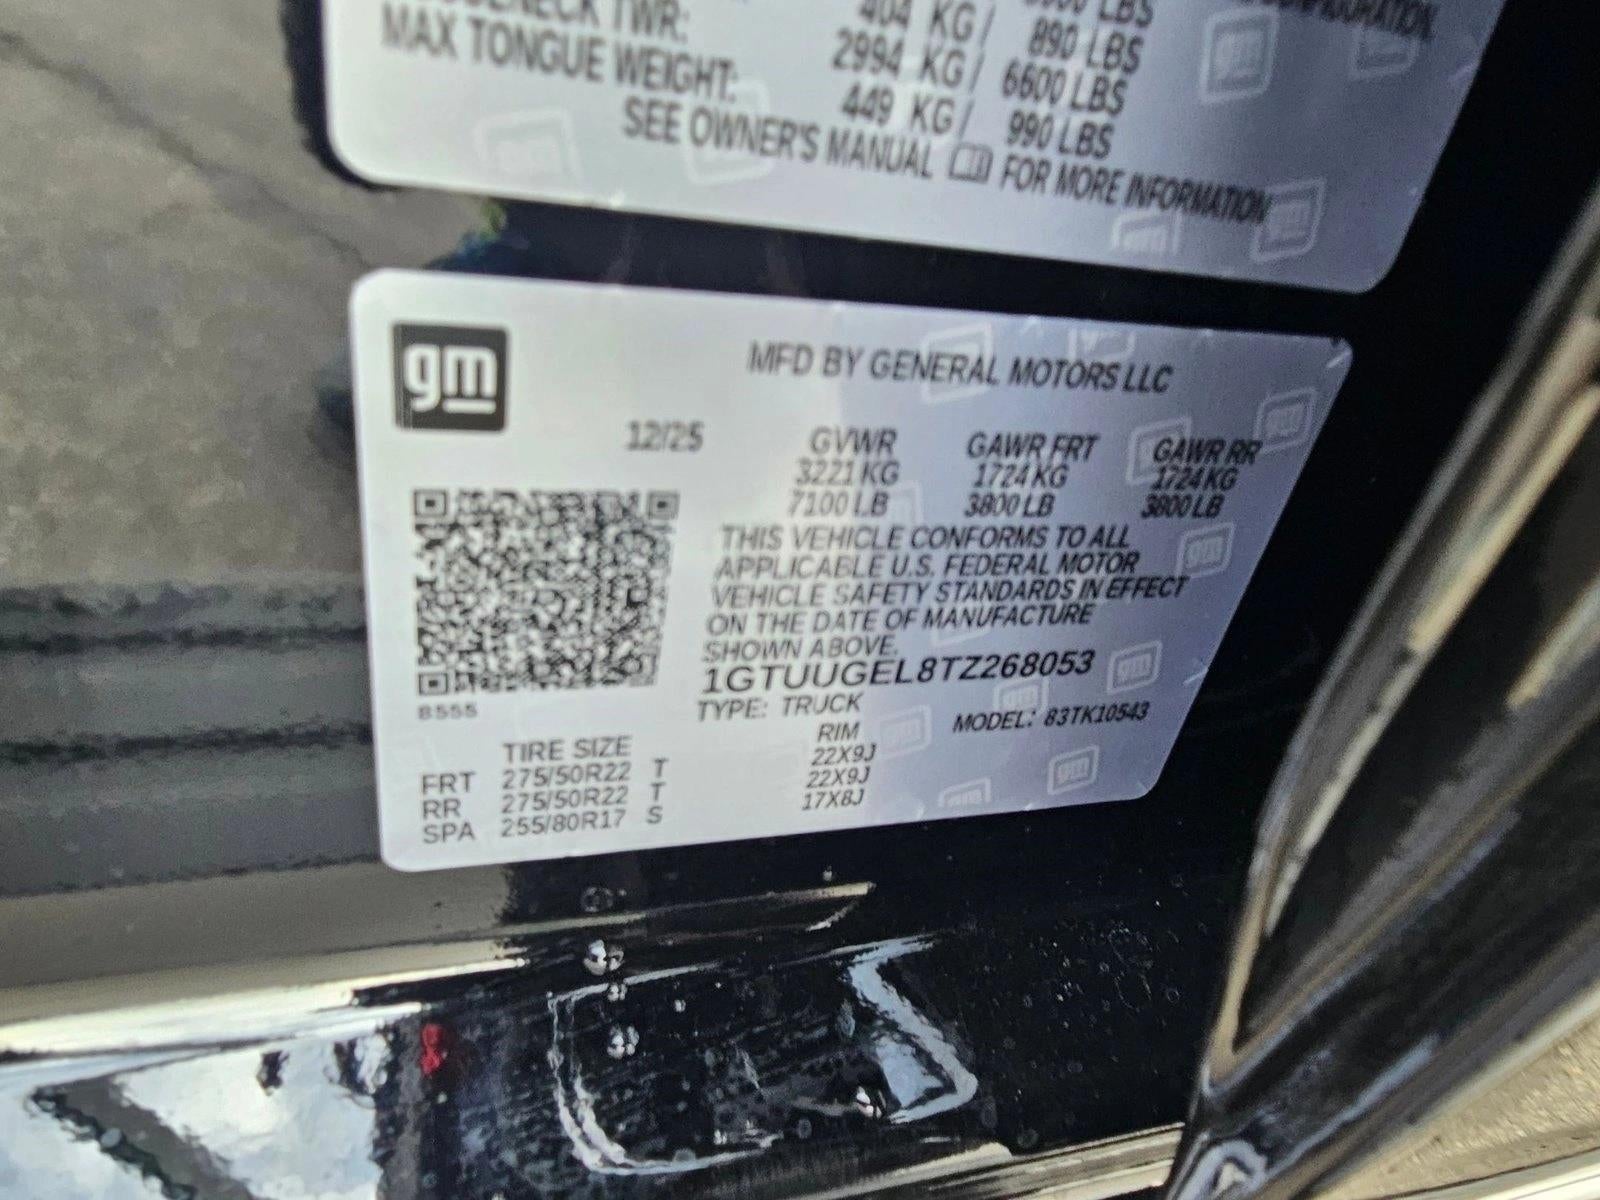 TWR: 404 KG/ 890 LBS
MAX TONGUE WEIGHT: 2994 KG/ 6600 LBS
449 KG/ 990 LBS
SEE OWNER'S MANUAL FOR MORE INFORMATION
gm
MFD BY GENERAL MOTORS LLC
12/25 GVWR GAWR FRT GAWR RR
3221 KG 1724 KG 1724 KG
7100 LB 3800 LB 3800 LB
THIS VEHICLE CONFORMS TO ALL
APPLICABLE U.S. FEDERAL MOTOR
VEHICLE SAFETY STANDARDS IN EFFECT
ON THE DATE OF MANUFACTURE
SHOWN ABOVE.
1GTUUGEL8TZ268053
8555
TYPE: TRUCK MODEL: 83TK10543
TIRE SIZE RIM
FRT 275/50R22 T 22X9J
RR 275/50R22 T 22X9J
SPA 255/80R17 S 17X8J